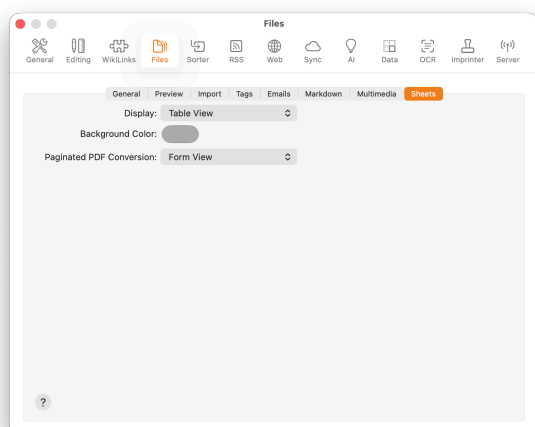 Files
General Editing WikiLinks Files Sorter RSS Web Sync AI Data OCR Imprinter Server
General Preview Import Tags Emails Markdown Multimedia Sheets
Display: Table View
Background Color:
Paginated PDF Conversion: Form View
?